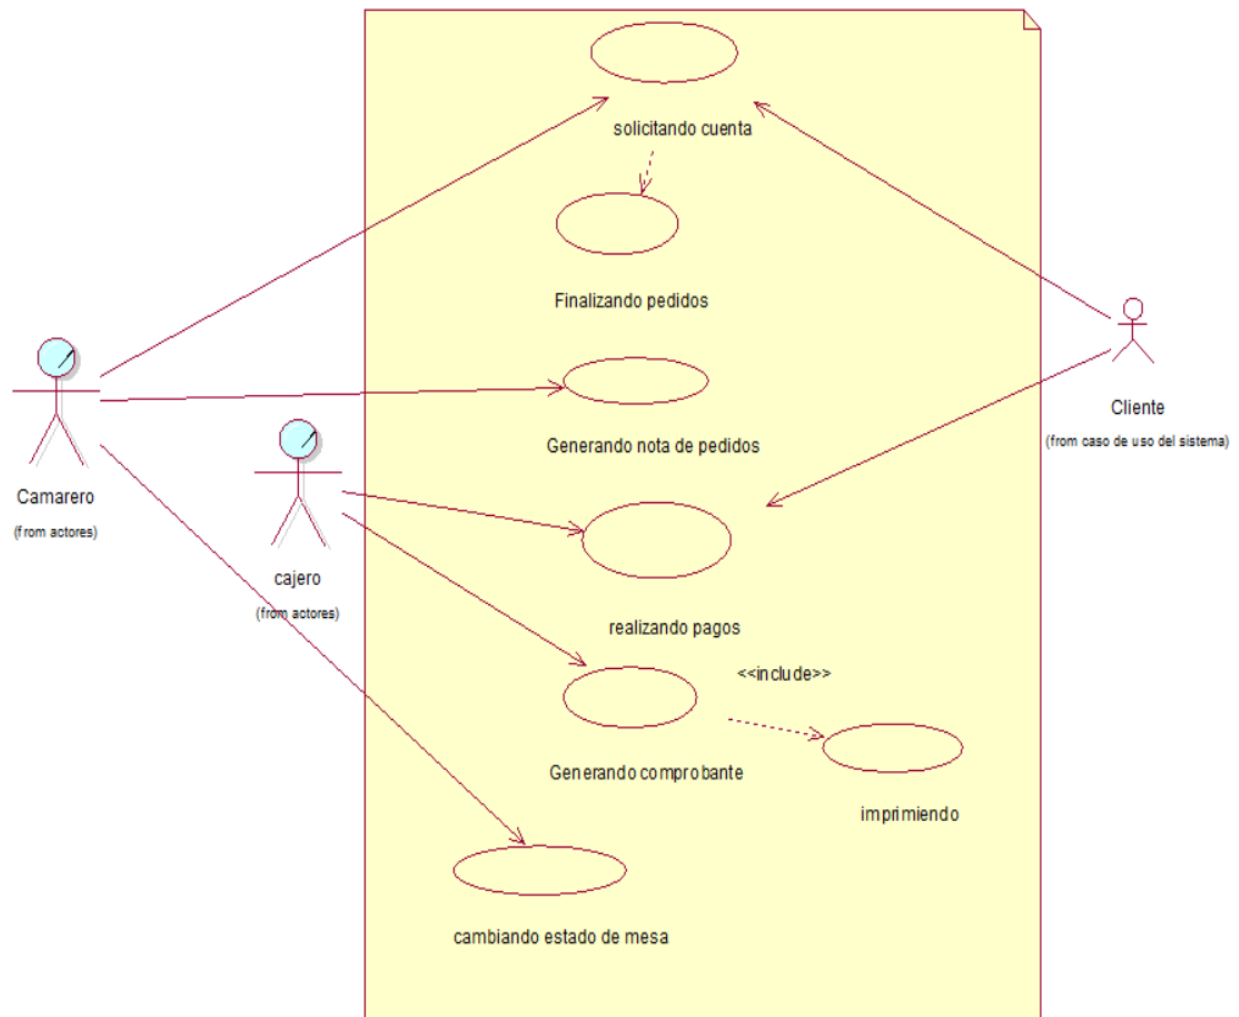 solicitando cuenta
Finalizando pedidos
Cliente
(from caso de uso del sistema)
Generando nota de pedidos
Camarero
(from actores)
cajero
(from actores)
realizando pagos
<<include>>
Generando comprobante
imprimiendo
cambiando estado de mesa